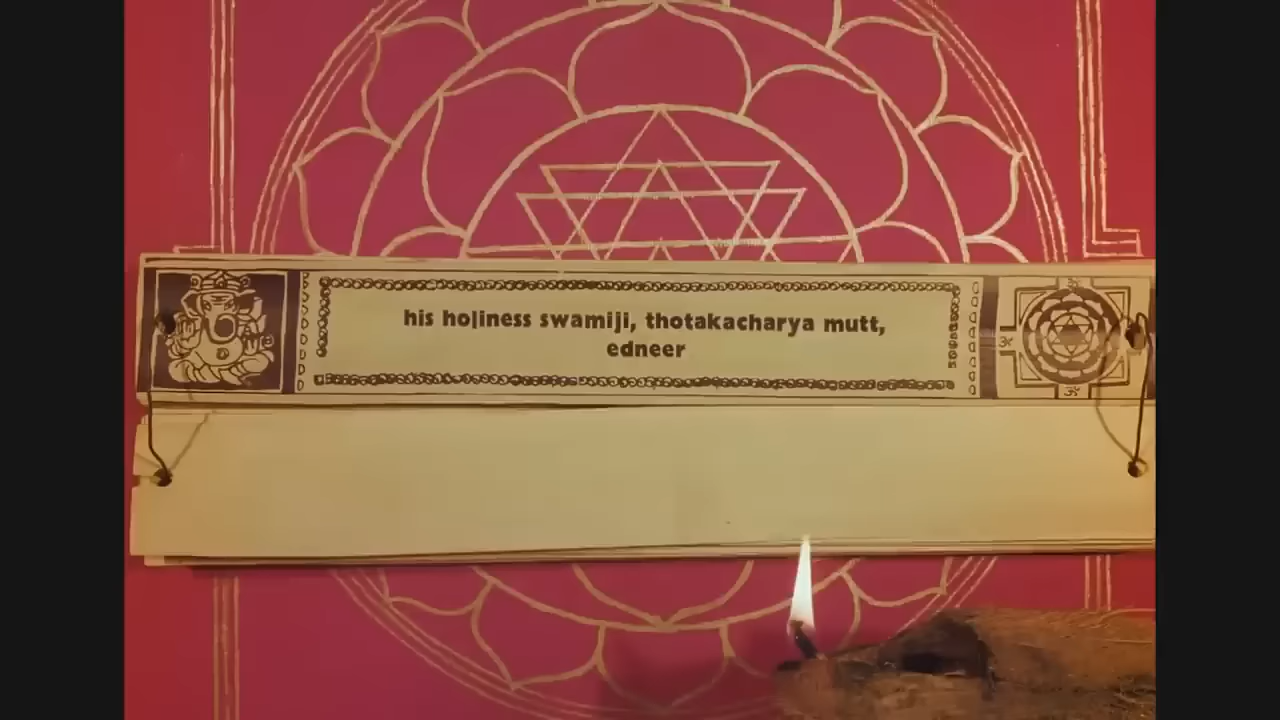 his holiness swamiji, thotakacharya mutt,
edneer
ॐ
ॐ
ॐ